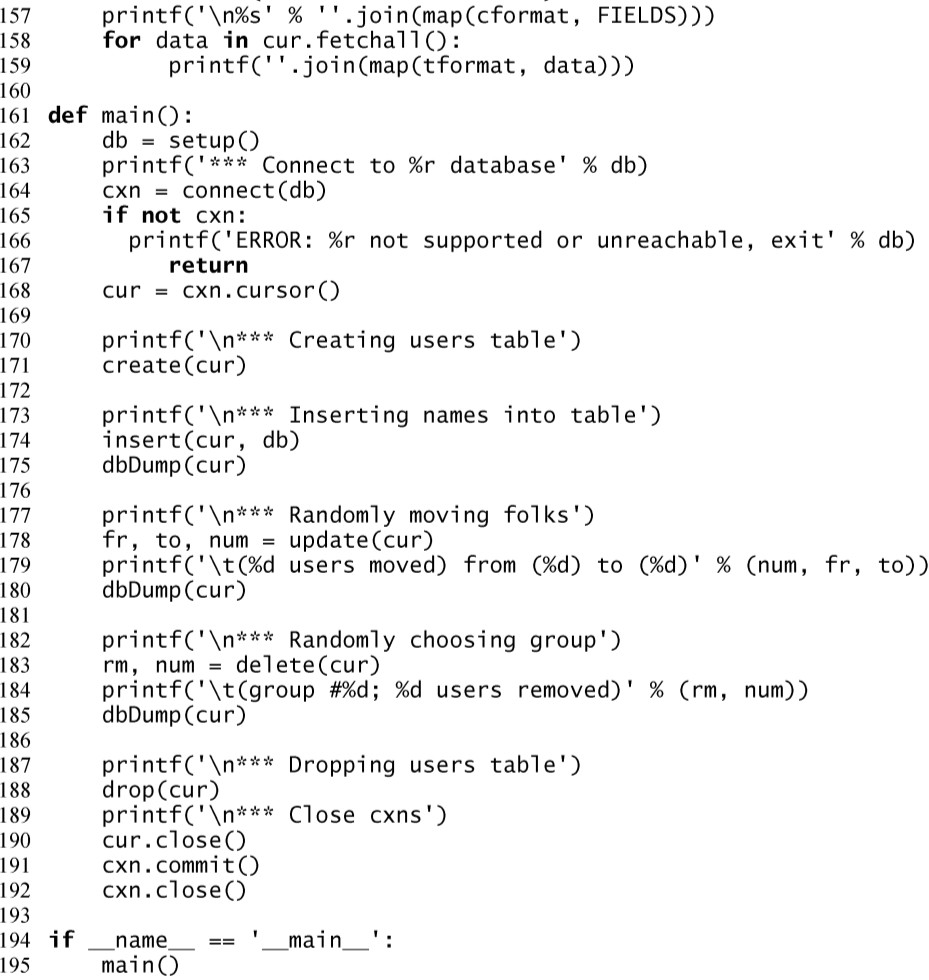 157 printf('\n%s' % ''.join(map(cformat, FIELDS)))
158 for data in cur.fetchall():
159 printf(''.join(map(tformat, data)))
160
161 def main():
162 db = setup()
163 printf('*** Connect to %r database' % db)
164 cxn = connect(db)
165 if not cxn:
166 printf('ERROR: %r not supported or unreachable, exit' % db)
167 return
168 cur = cxn.cursor()
169
170 printf('\n*** Creating users table')
171 create(cur)
172
173 printf('\n*** Inserting names into table')
174 insert(cur, db)
175 dbDump(cur)
176
177 printf('\n*** Randomly moving folks')
178 fr, to, num = update(cur)
179 printf('\t(%d users moved) from (%d) to (%d)' % (num, fr, to))
180 dbDump(cur)
181
182 printf('\n*** Randomly choosing group')
183 rm, num = delete(cur)
184 printf('\t(group #%d; %d users removed)' % (rm, num))
185 dbDump(cur)
186
187 printf('\n*** Dropping users table')
188 drop(cur)
189 printf('\n*** Close cxns')
190 cur.close()
191 cxn.commit()
192 cxn.close()
193
194 if __name__ == '__main__':
195 main()